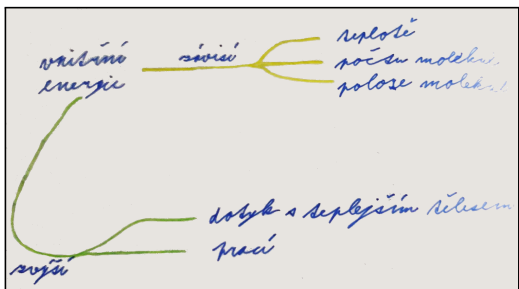 vnitřní
energie
závisí
teplotě
počtu molekul
poloze molekul
dotyk s teplejším tělesem
prací
zvýší